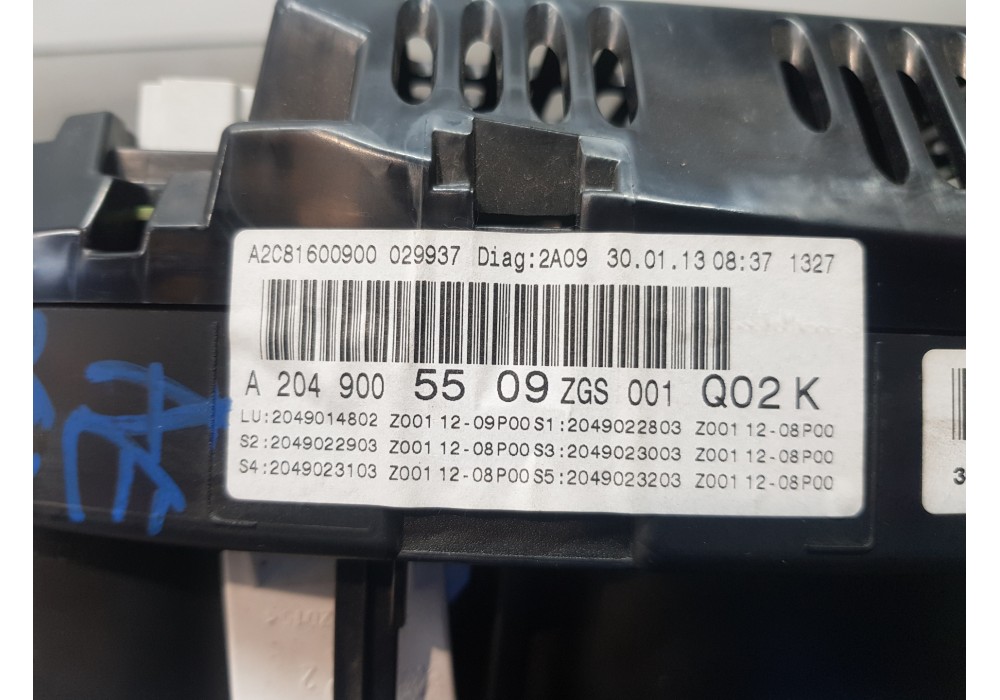 A2C81600900 029937 Diag:2A09 30.01.13 08:37 1327
A 204 900 55 09 ZGS 001 Q02 K
LU:2049014802 Z001 12-09P00 S1:2049022803 Z001 12-08P00
S2:2049022903 Z001 12-08P00 S3:2049023003 Z001 12-08P00
S4:2049023103 Z001 12-08P00 S5:2049023203 Z001 12-08P00
3